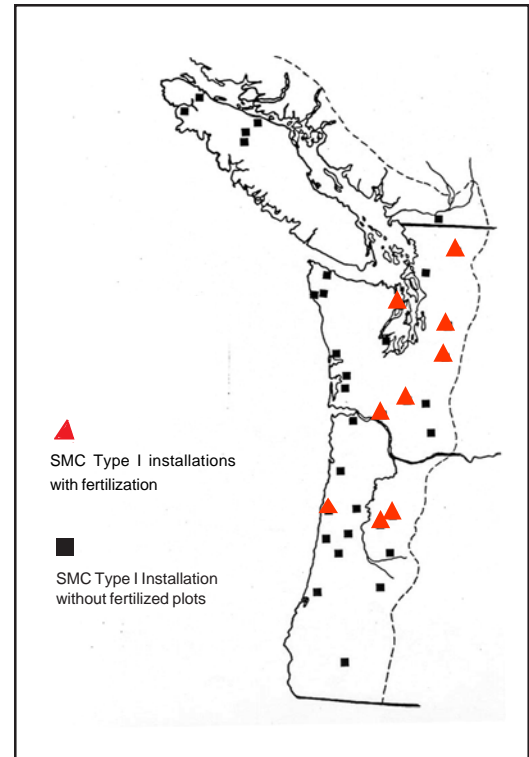 SMC Type I installations
with fertilization
SMC Type I Installation
without fertilized plots